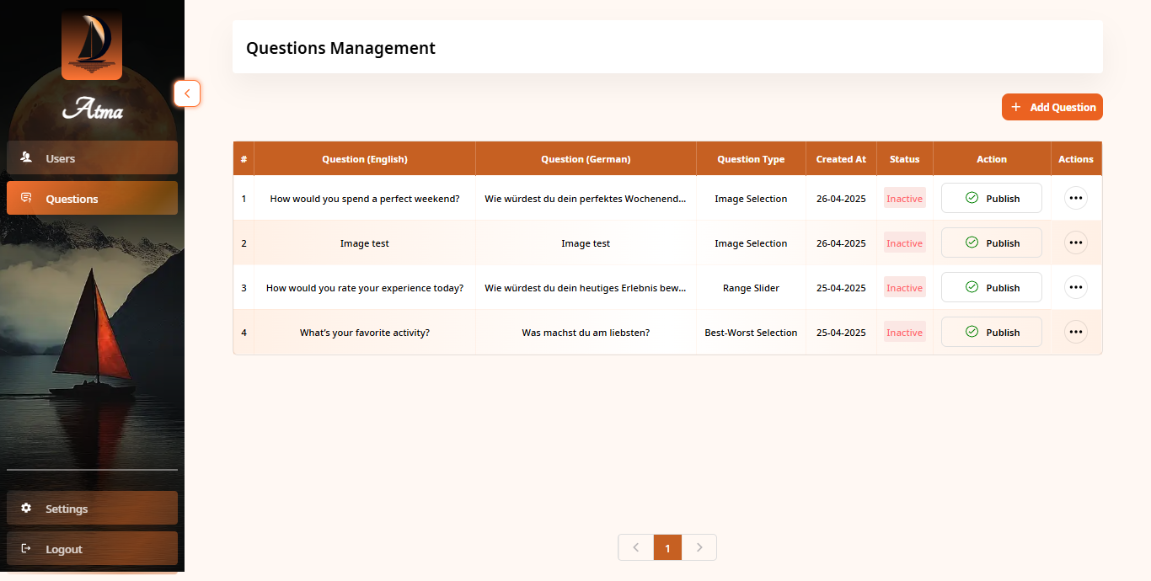 Atma
Users
Questions
Settings
Logout
Questions Management
Add Question
# Question (English) Question (German) Question Type Created At Status Action Actions
1 How would you spend a perfect weekend? Wie würdest du dein perfektes Wochenend... Image Selection 26-04-2025 Inactive Publish
2 Image test Image test Image Selection 26-04-2025 Inactive Publish
3 How would you rate your experience today? Wie würdest du dein heutiges Erlebnis bew... Range Slider 25-04-2025 Inactive Publish
4 What's your favorite activity? Was machst du am liebsten? Best-Worst Selection 25-04-2025 Inactive Publish
1